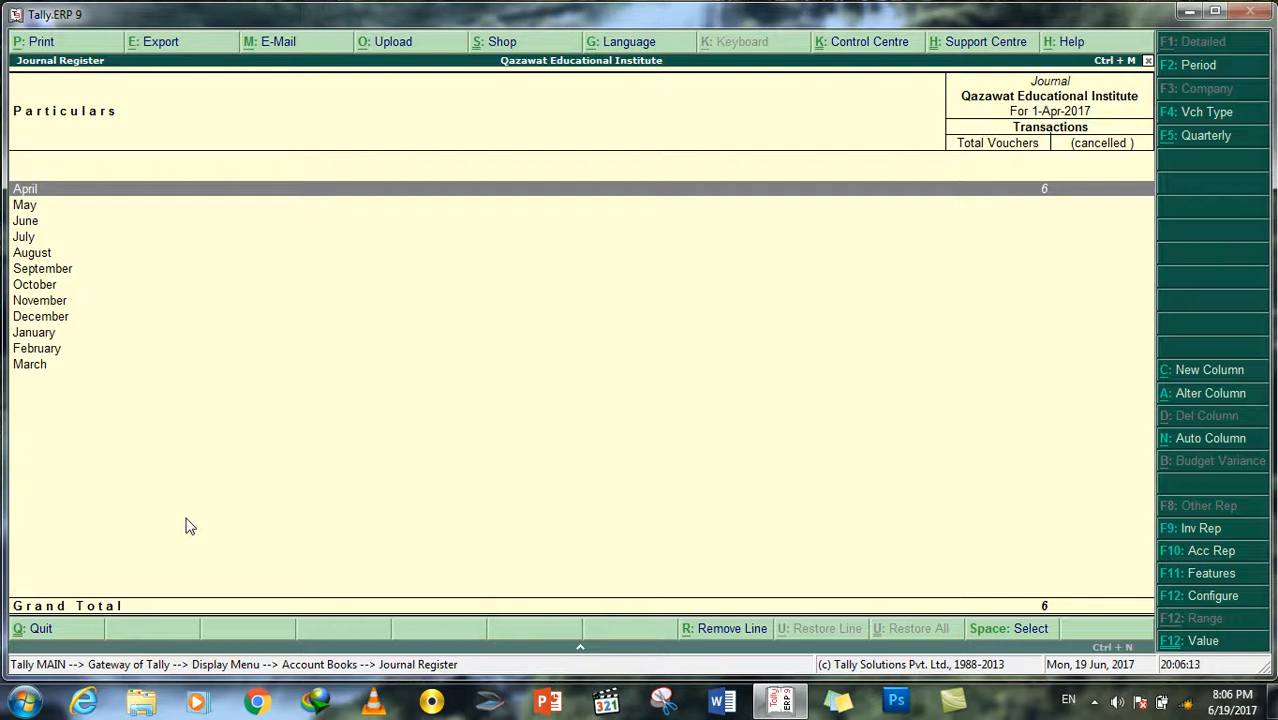 Tally.ERP 9
P: Print E: Export M: E-Mail O: Upload S: Shop G: Language K: Keyboard K: Control Centre H: Support Centre H: Help
Journal Register Qazawat Educational Institute Ctrl + M
Particulars
Journal
Qazawat Educational Institute
For 1-Apr-2017
Transactions
Total Vouchers (cancelled )
April 6
May
June
July
August
September
October
November
December
January
February
March
Grand Total 6
Q: Quit R: Remove Line U: Restore Line U: Restore All Space: Select
Ctrl + N
Tally MAIN --> Gateway of Tally --> Display Menu --> Account Books --> Journal Register (c) Tally Solutions Pvt. Ltd., 1988-2013 Mon, 19 Jun, 2017 20:06:13
F1: Detailed
F2: Period
F3: Company
F4: Vch Type
F5: Quarterly
C: New Column
A: Alter Column
D: Del Column
N: Auto Column
B: Budget Variance
F8: Other Rep
F9: Inv Rep
F10: Acc Rep
F11: Features
F12: Configure
F12: Range
F12: Value
321
Tally
ERP 9
Ps
EN
8:06 PM
6/19/2017